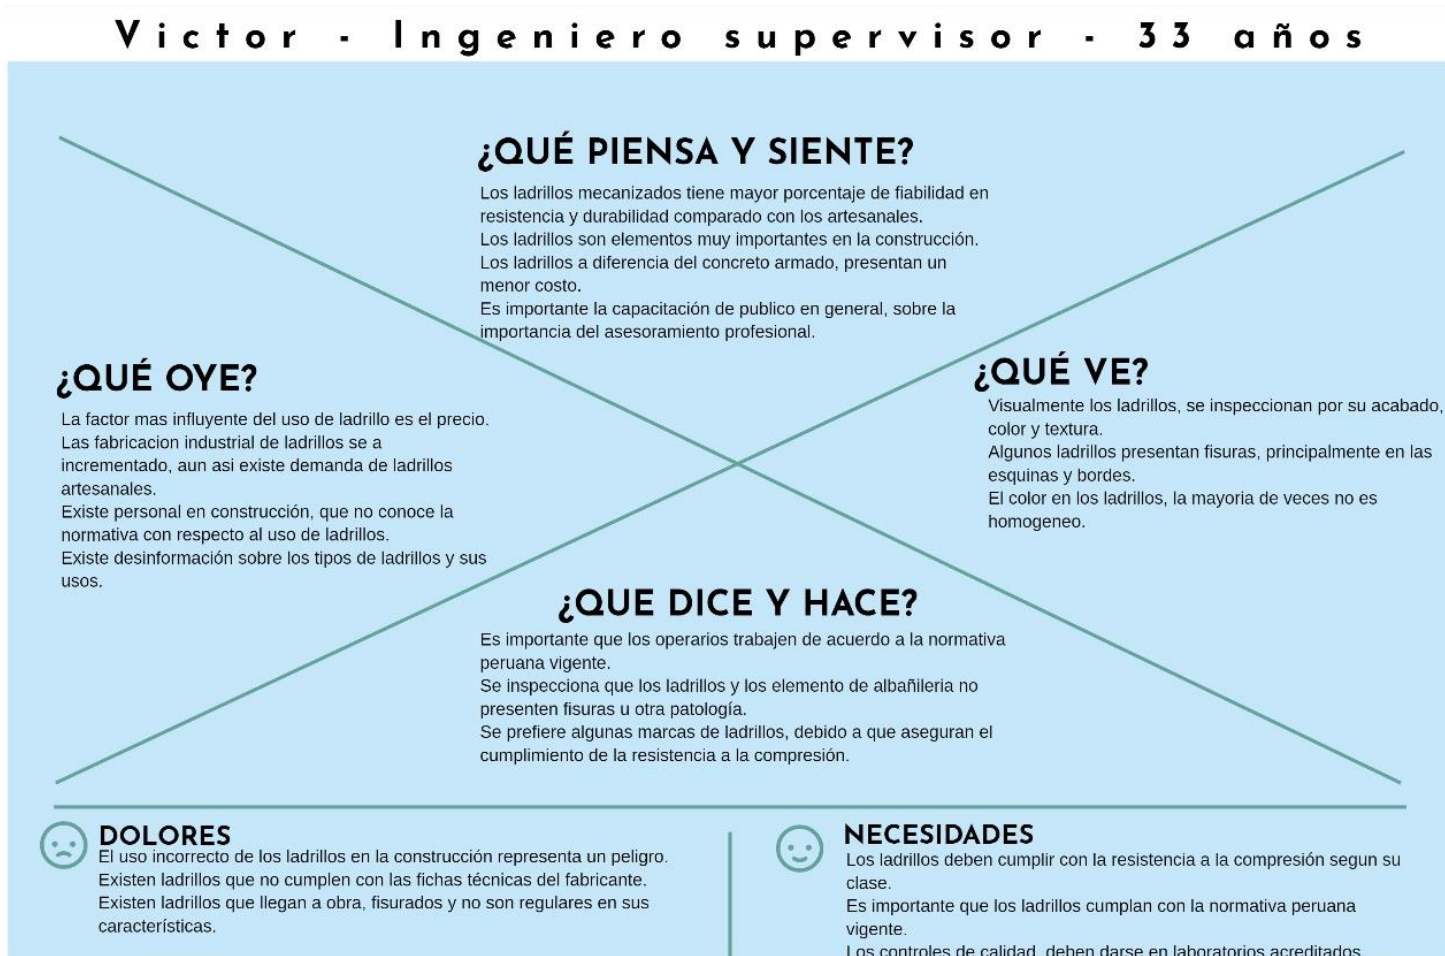 Victor - Ingeniero supervisor - 33 años
¿QUÉ PIENSA Y SIENTE?
Los ladrillos mecanizados tiene mayor porcentaje de fiabilidad en
resistencia y durabilidad comparado con los artesanales.
Los ladrillos son elementos muy importantes en la construcción.
Los ladrillos a diferencia del concreto armado, presentan un
menor costo.
Es importante la capacitación de publico en general, sobre la
importancia del asesoramiento profesional.
¿QUÉ OYE?
La factor mas influyente del uso de ladrillo es el precio.
Las fabricacion industrial de ladrillos se a
incrementado, aun asi existe demanda de ladrillos
artesanales.
Existe personal en construcción, que no conoce la
normativa con respecto al uso de ladrillos.
Existe desinformación sobre los tipos de ladrillos y sus
usos.
¿QUÉ VE?
Visualmente los ladrillos, se inspeccionan por su acabado,
color y textura.
Algunos ladrillos presentan fisuras, principalmente en las
esquinas y bordes.
El color en los ladrillos, la mayoria de veces no es
homogeneo.
¿QUE DICE Y HACE?
Es importante que los operarios trabajen de acuerdo a la normativa
peruana vigente.
Se inspecciona que los ladrillos y los elemento de albañileria no
presenten fisuras u otra patología.
Se prefiere algunas marcas de ladrillos, debido a que aseguran el
cumplimiento de la resistencia a la compresión.
DOLORES
El uso incorrecto de los ladrillos en la construcción representa un peligro.
Existen ladrillos que no cumplen con las fichas técnicas del fabricante.
Existen ladrillos que llegan a obra, fisurados y no son regulares en sus
características.
NECESIDADES
Los ladrillos deben cumplir con la resistencia a la compresión segun su
clase.
Es importante que los ladrillos cumplan con la normativa peruana
vigente.
Los controles de calidad, deben darse en laboratorios acreditados